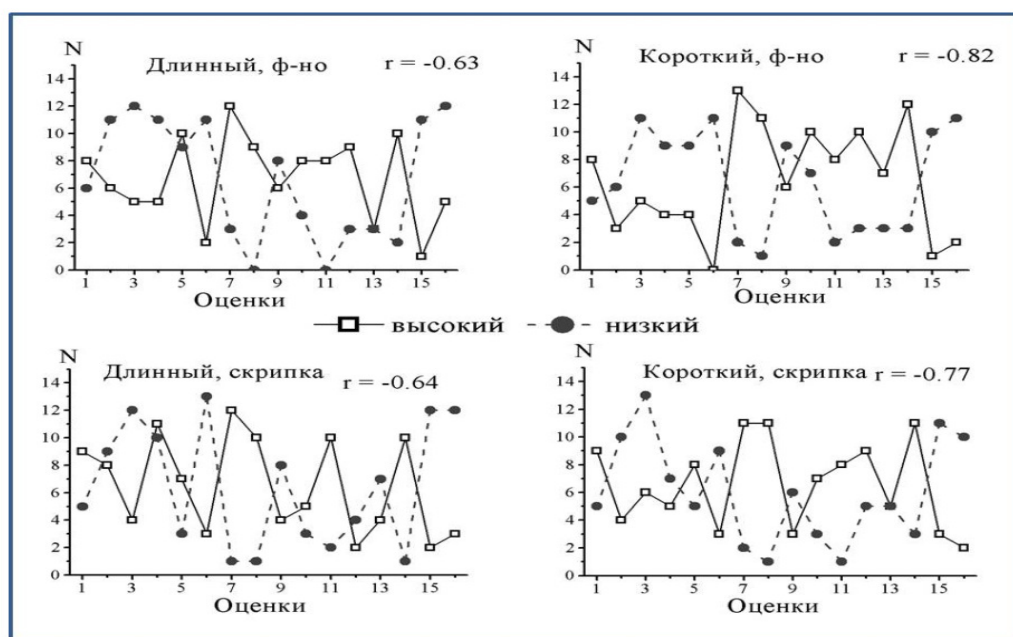 N
Длинный, ф-но
r = -0.63
14
12
10
8
6
4
2
0
1 3 5 7 9 11 13 15
Оценки
N
Короткий, ф-но
r = -0.82
14
12
10
8
6
4
2
0
1 3 5 7 9 11 13 15
Оценки
высокий низкий
N
Длинный, скрипка
r = -0.64
14
12
10
8
6
4
2
0
1 3 5 7 9 11 13 15
Оценки
N
Короткий, скрипка r = -0.77
14
12
10
8
6
4
2
0
1 3 5 7 9 11 13 15
Оценки